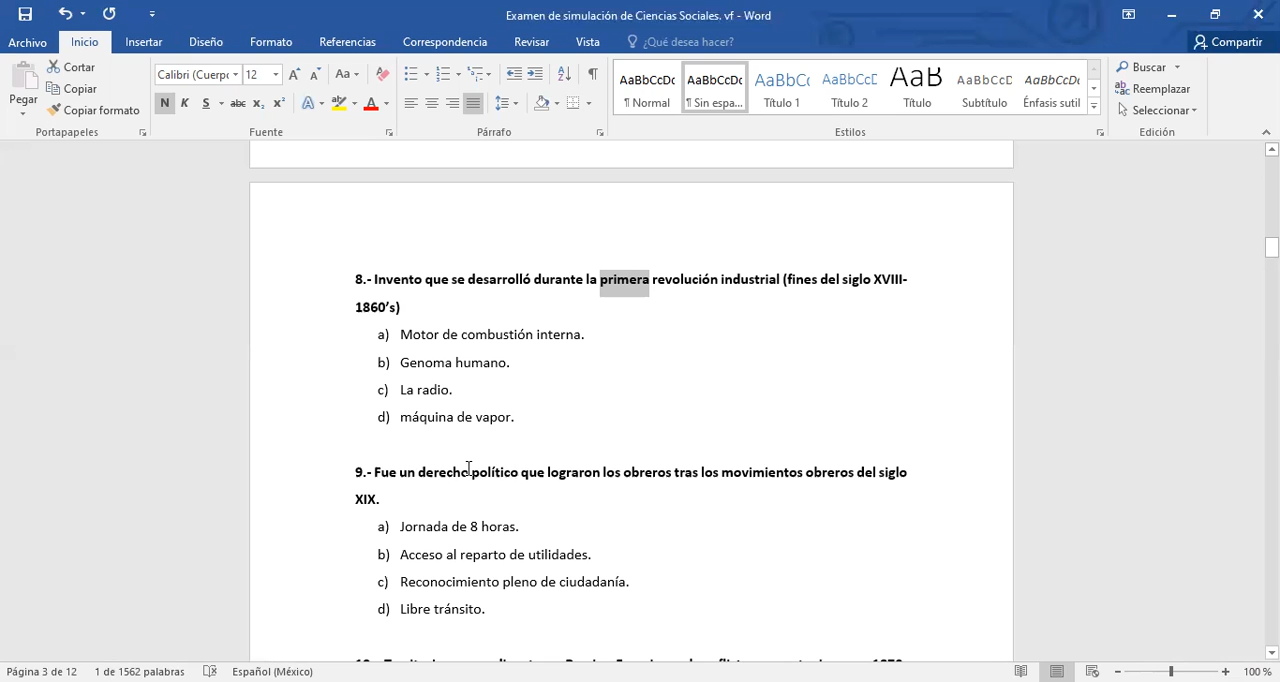 Examen de simulación de Ciencias Sociales. vf - Word
Archivo Inicio Insertar Diseño Formato Referencias Correspondencia Revisar Vista ¿Qué desea hacer? Compartir
Pegar
Cortar
Copiar
Copiar formato
Calibri (Cuerpo 12
N K S abc
AaBbCcDc ¶ Normal
AaBbCcDc ¶ Sin espa...
AaBbCc Título 1
AaBbCcD Título 2
AaB Título
AaBbCcD Subtítulo
AaBbCcDc Énfasis sutil
Buscar
Reemplazar
Seleccionar
Portapapeles Fuente Párrafo Estilos Edición
8.- Invento que se desarrolló durante la primera revolución industrial (fines del siglo XVIII-
1860’s)
a) Motor de combustión interna.
b) Genoma humano.
c) La radio.
d) máquina de vapor.
9.- Fue un derecho político que lograron los obreros tras los movimientos obreros del siglo
XIX.
a) Jornada de 8 horas.
b) Acceso al reparto de utilidades.
c) Reconocimiento pleno de ciudadanía.
d) Libre tránsito.
Página 3 de 12 1 de 1562 palabras Español (México) 100 %